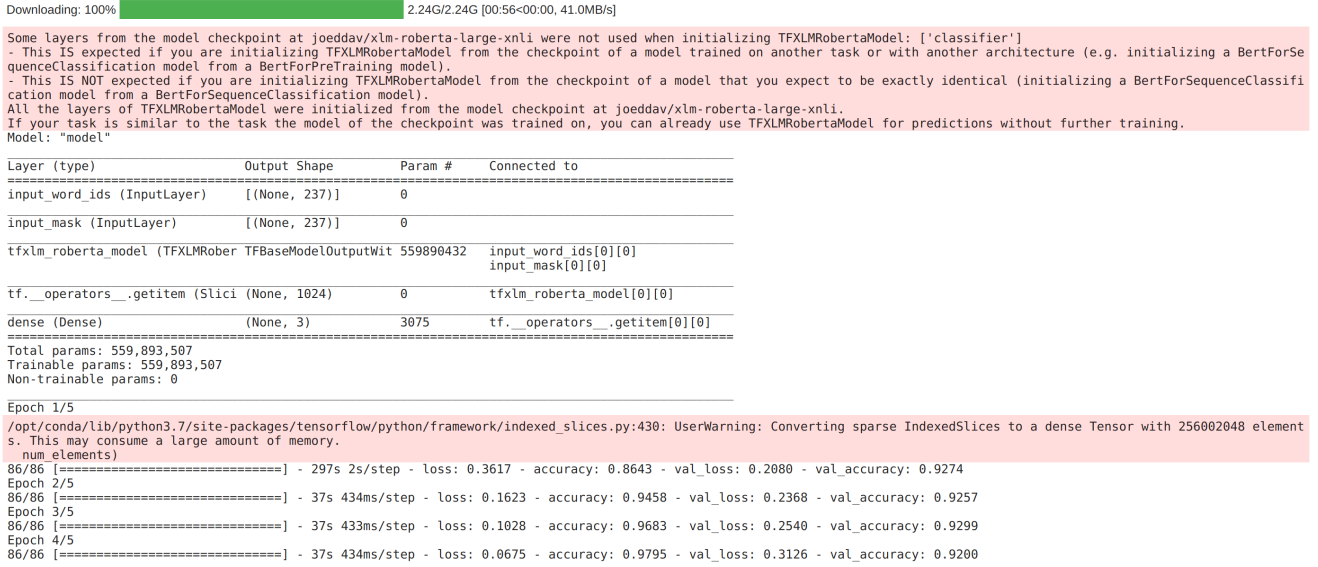 Downloading: 100% 2.24G/2.24G [00:56<00:00, 41.0MB/s]
Some layers from the model checkpoint at joeddav/xlm-roberta-large-xnli were not used when initializing TFXLMRobertaModel: ['classifier']
- This IS expected if you are initializing TFXLMRobertaModel from the checkpoint of a model trained on another task or with another architecture (e.g. initializing a BertForSe
quenceClassification model from a BertForPreTraining model).
- This IS NOT expected if you are initializing TFXLMRobertaModel from the checkpoint of a model that you expect to be exactly identical (initializing a BertForSequenceClassifi
cation model from a BertForSequenceClassification model).
All the layers of TFXLMRobertaModel were initialized from the model checkpoint at joeddav/xlm-roberta-large-xnli.
If your task is similar to the task the model of the checkpoint was trained on, you can already use TFXLMRobertaModel for predictions without further training.
Model: "model"
Layer (type) Output Shape Param # Connected to
input_word_ids (InputLayer) [(None, 237)] 0
input_mask (InputLayer) [(None, 237)] 0
tfxlm_roberta_model (TFXLMRober TFBaseModelOutputWit 559890432 input_word_ids[0][0]
input_mask[0][0]
tf.__operators__.getitem (Slici (None, 1024) 0 tfxlm_roberta_model[0][0]
dense (Dense) (None, 3) 3075 tf.__operators__.getitem[0][0]
Total params: 559,893,507
Trainable params: 559,893,507
Non-trainable params: 0
Epoch 1/5
/opt/conda/lib/python3.7/site-packages/tensorflow/python/framework/indexed_slices.py:430: UserWarning: Converting sparse IndexedSlices to a dense Tensor with 256002048 element
s. This may consume a large amount of memory.
num_elements)
86/86 [==============================] - 297s 2s/step - loss: 0.3617 - accuracy: 0.8643 - val_loss: 0.2080 - val_accuracy: 0.9274
Epoch 2/5
86/86 [==============================] - 37s 434ms/step - loss: 0.1623 - accuracy: 0.9458 - val_loss: 0.2368 - val_accuracy: 0.9257
Epoch 3/5
86/86 [==============================] - 37s 433ms/step - loss: 0.1028 - accuracy: 0.9683 - val_loss: 0.2540 - val_accuracy: 0.9299
Epoch 4/5
86/86 [==============================] - 37s 434ms/step - loss: 0.0675 - accuracy: 0.9795 - val_loss: 0.3126 - val_accuracy: 0.9200